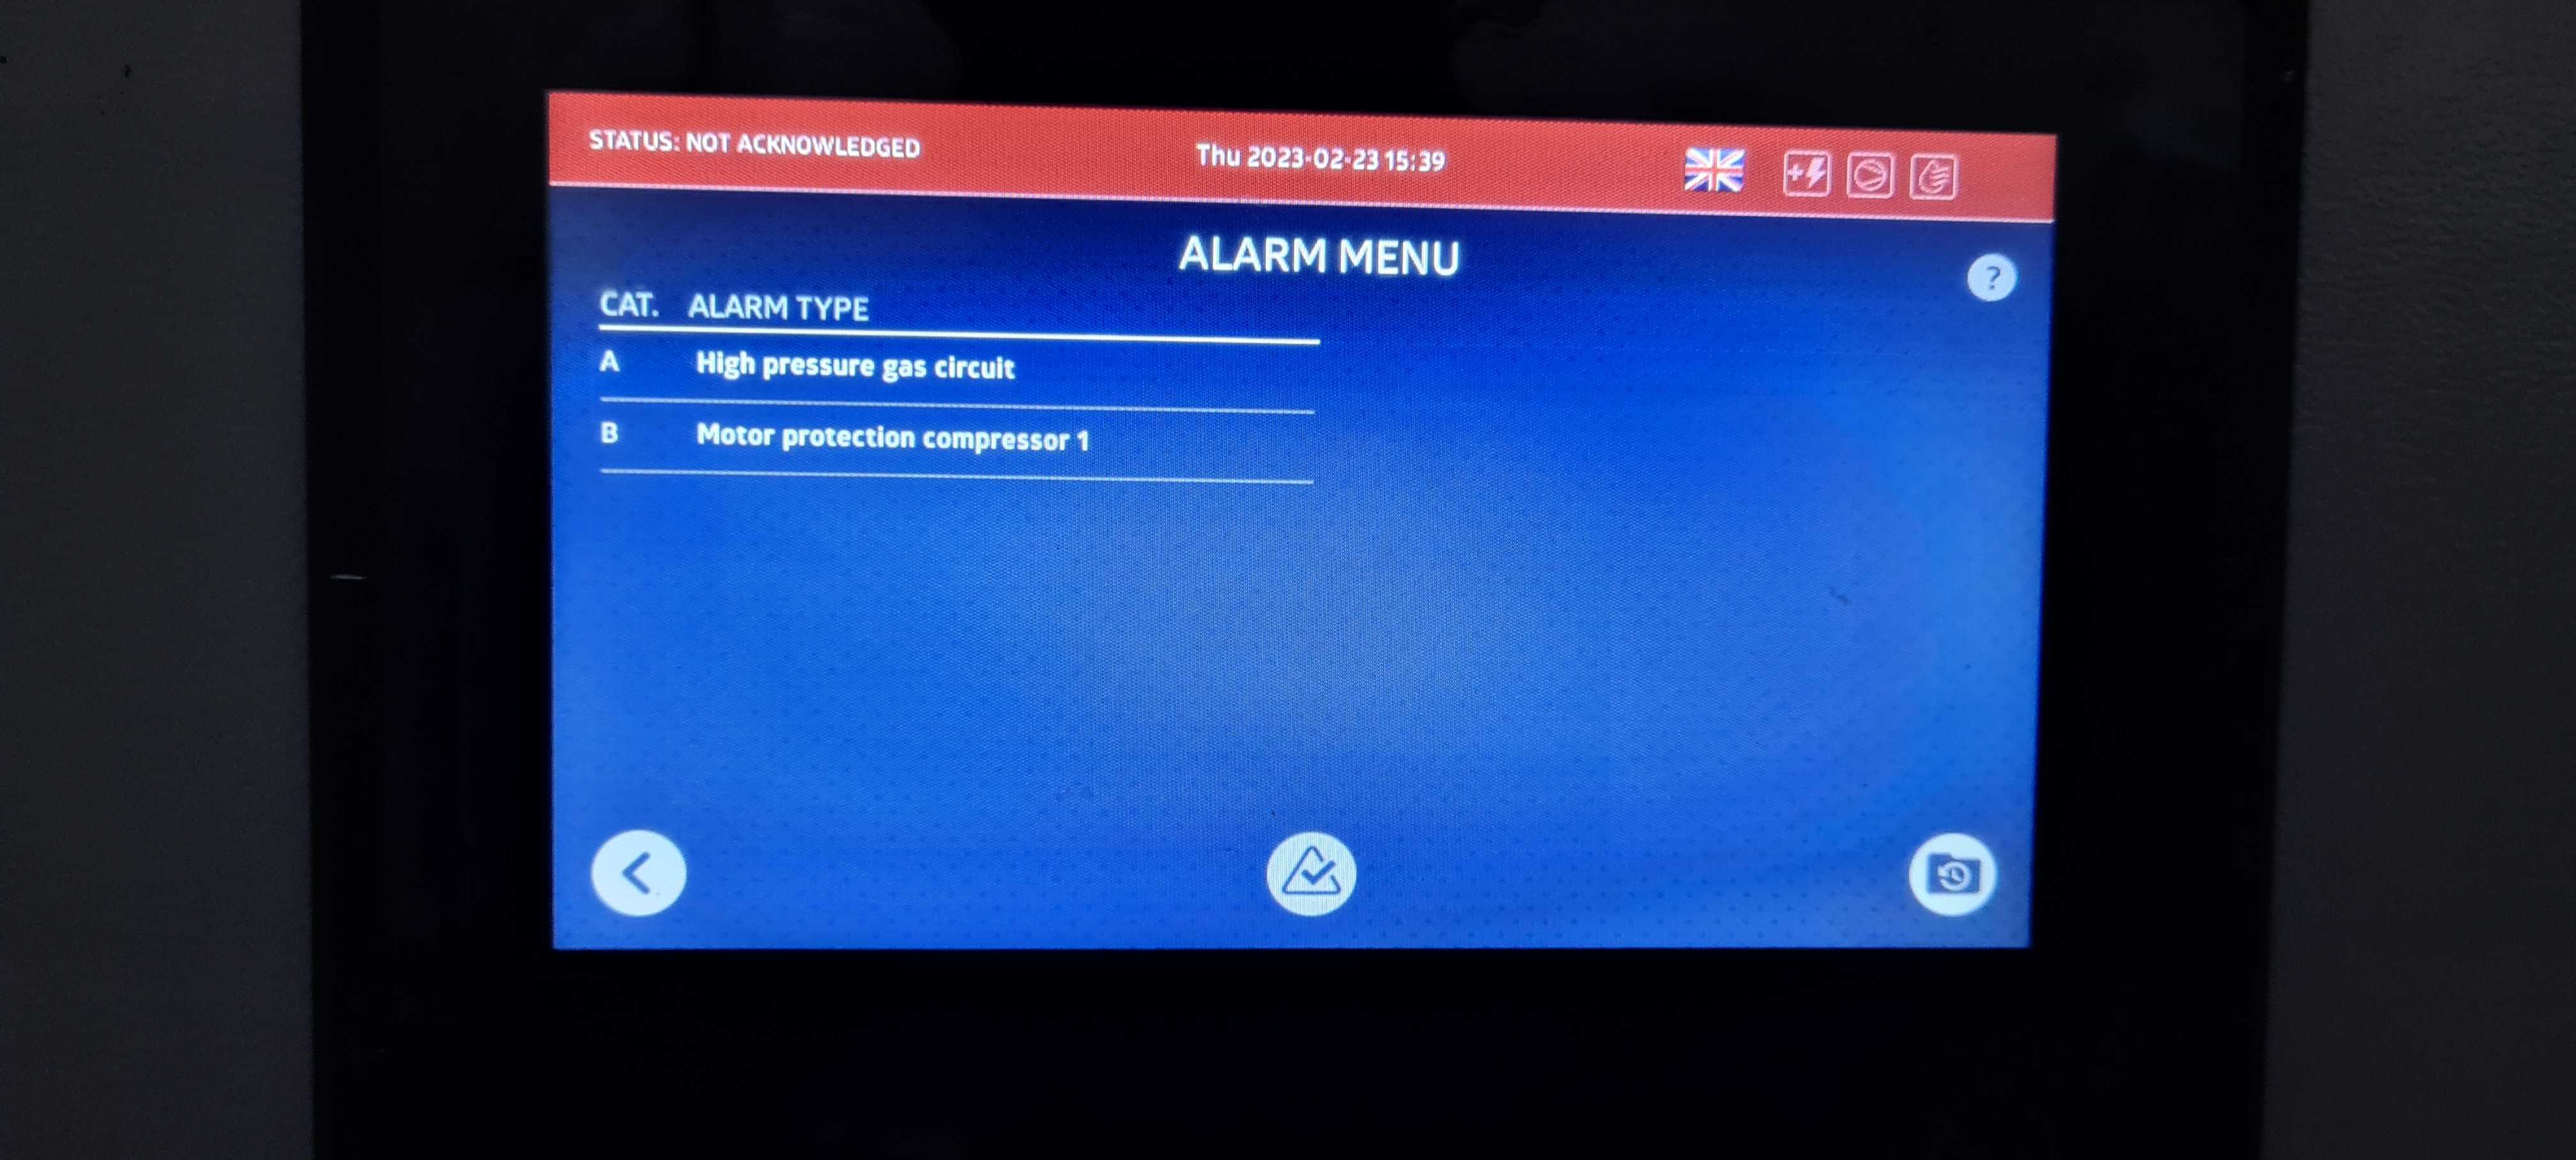 STATUS: NOT ACKNOWLEDGED
Thu 2023-02-23 15:39
ALARM MENU
?
CAT. ALARM TYPE
A High pressure gas circuit
B Motor protection compressor 1